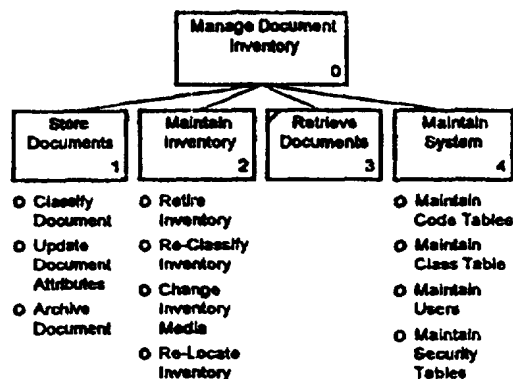 Manage Document
Inventory
0
Store
Documents
1
Maintain
Inventory
2
Retrieve
Documents
3
Maintain
System
4
Classify
Document
Update
Document
Attributes
Archive
Document
Retire
Inventory
Re-Classify
Inventory
Change
Inventory
Media
Re-Locate
Inventory
Maintain
Code Tables
Maintain
Class Table
Maintain
Users
Maintain
Security
Tables